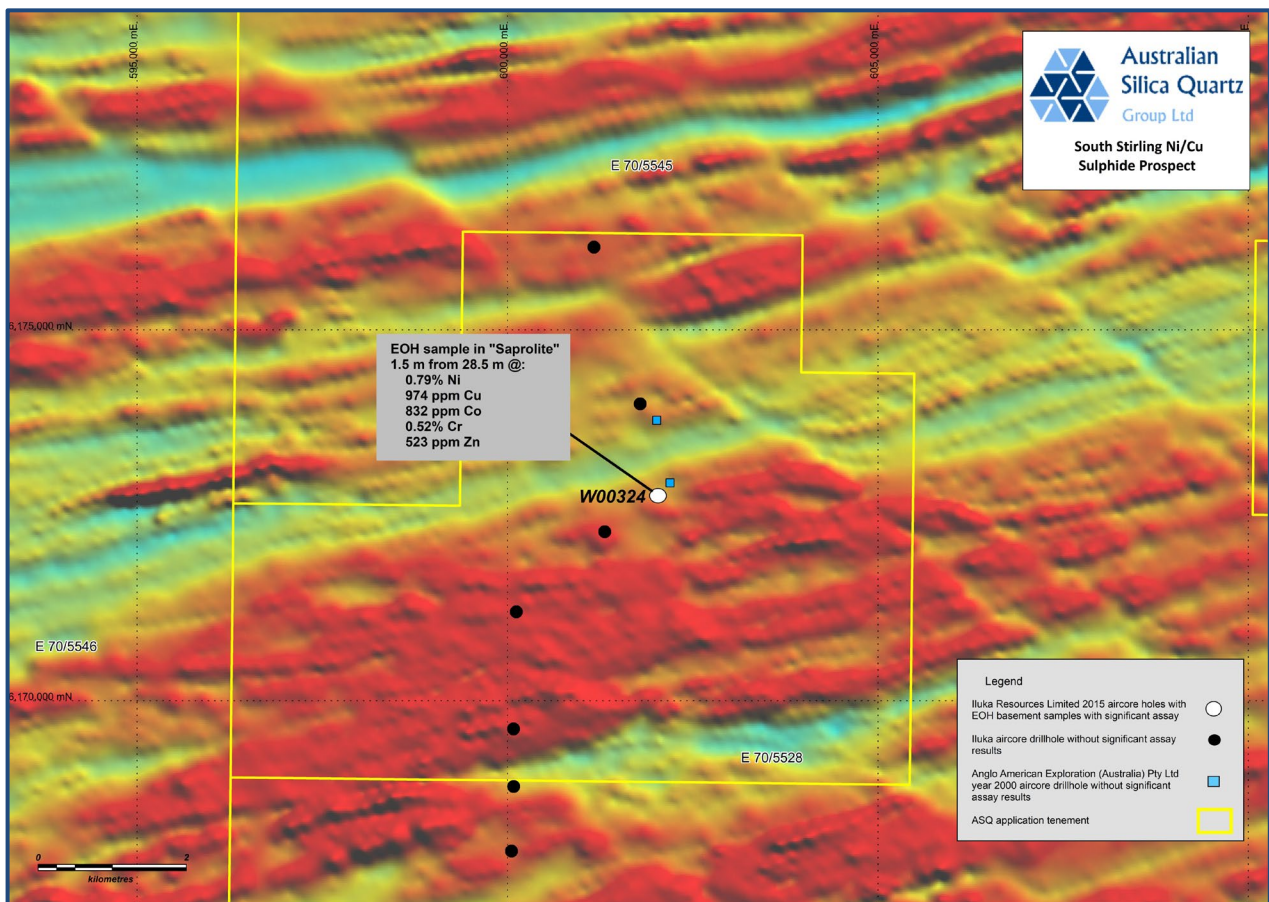 595,000 mE
600,000 mE
605,000 mE
E
Australian
Silica Quartz
Group Ltd
South Stirling Ni/Cu
Sulphide Prospect
E 70/5545
6,175,000 mN
EOH sample in "Saprolite"
1.5 m from 28.5 m @:
0.79% Ni
974 ppm Cu
832 ppm Co
0.52% Cr
523 ppm Zn
W00324
E 70/5546
6,170,000 mN
E 70/5528
Legend
Iluka Resources Limited 2015 aircore holes with
EOH basement samples with significant assay
Iluka aircore drillhole without significant assay
results
Anglo American Exploration (Australia) Pty Ltd
year 2000 aircore drillhole without significant
assay results
ASQ application tenement
0 2
kilometres